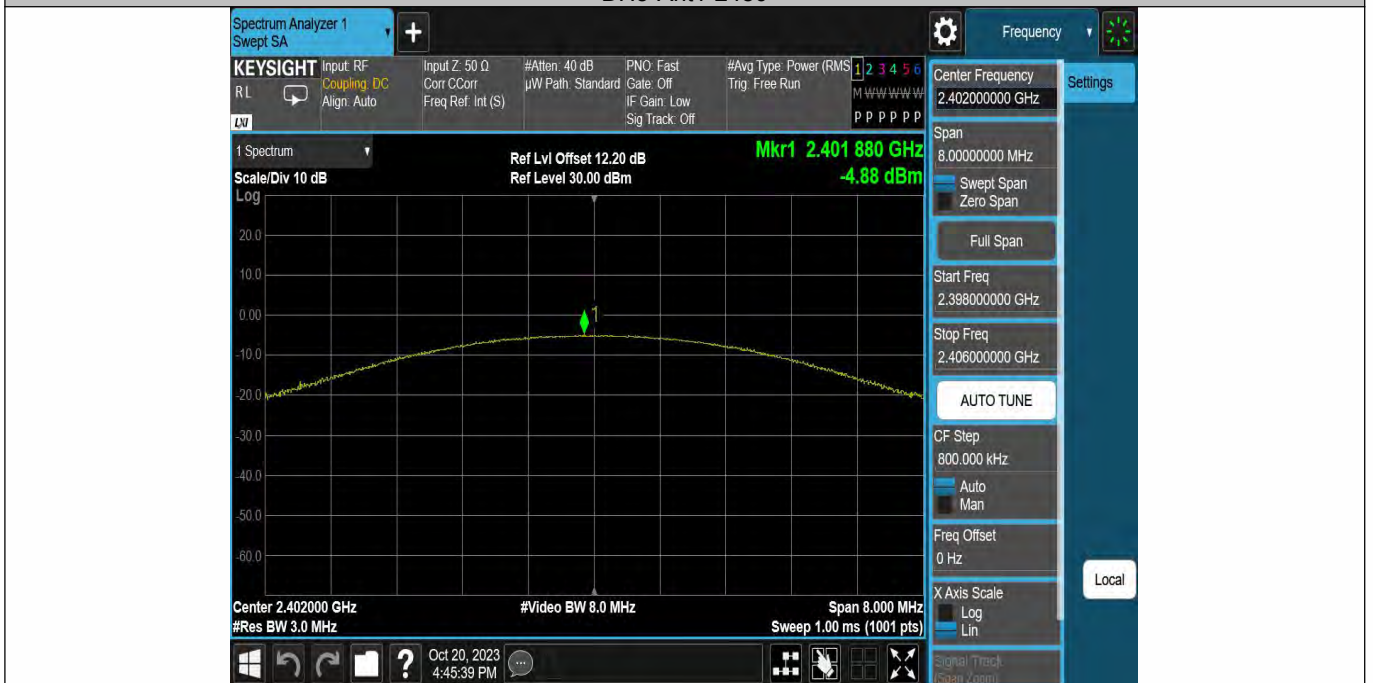 Spectrum Analyzer 1
Swept SA
Frequency
KEYSIGHT
RL
LXI
Input: RF
Coupling: DC
Align: Auto
Input Z: 50 Ω
Corr CCorr
Freq Ref: Int (S)
#Atten: 40 dB
µW Path: Standard
PNO: Fast
Gate: Off
IF Gain: Low
Sig Track: Off
#Avg Type: Power (RMS
Trig: Free Run
1 2 3 4 5 6
M W W W W W
P P P P P P
1 Spectrum
Scale/Div 10 dB
Ref Lvl Offset 12.20 dB
Ref Level 30.00 dBm
Mkr1 2.401 880 GHz
-4.88 dBm
Log
20.0
10.0
0.00
-10.0
-20.0
-30.0
-40.0
-50.0
-60.0
1
Center 2.402000 GHz
#Res BW 3.0 MHz
#Video BW 8.0 MHz
Span 8.000 MHz
Sweep 1.00 ms (1001 pts)
Oct 20, 2023
4:45:39 PM
Center Frequency
2.402000000 GHz
Settings
Span
8.00000000 MHz
Swept Span
Zero Span
Full Span
Start Freq
2.398000000 GHz
Stop Freq
2.406000000 GHz
AUTO TUNE
CF Step
800.000 kHz
Auto
Man
Freq Offset
0 Hz
Local
X Axis Scale
Log
Lin
Signal Track
(Span Zoom)